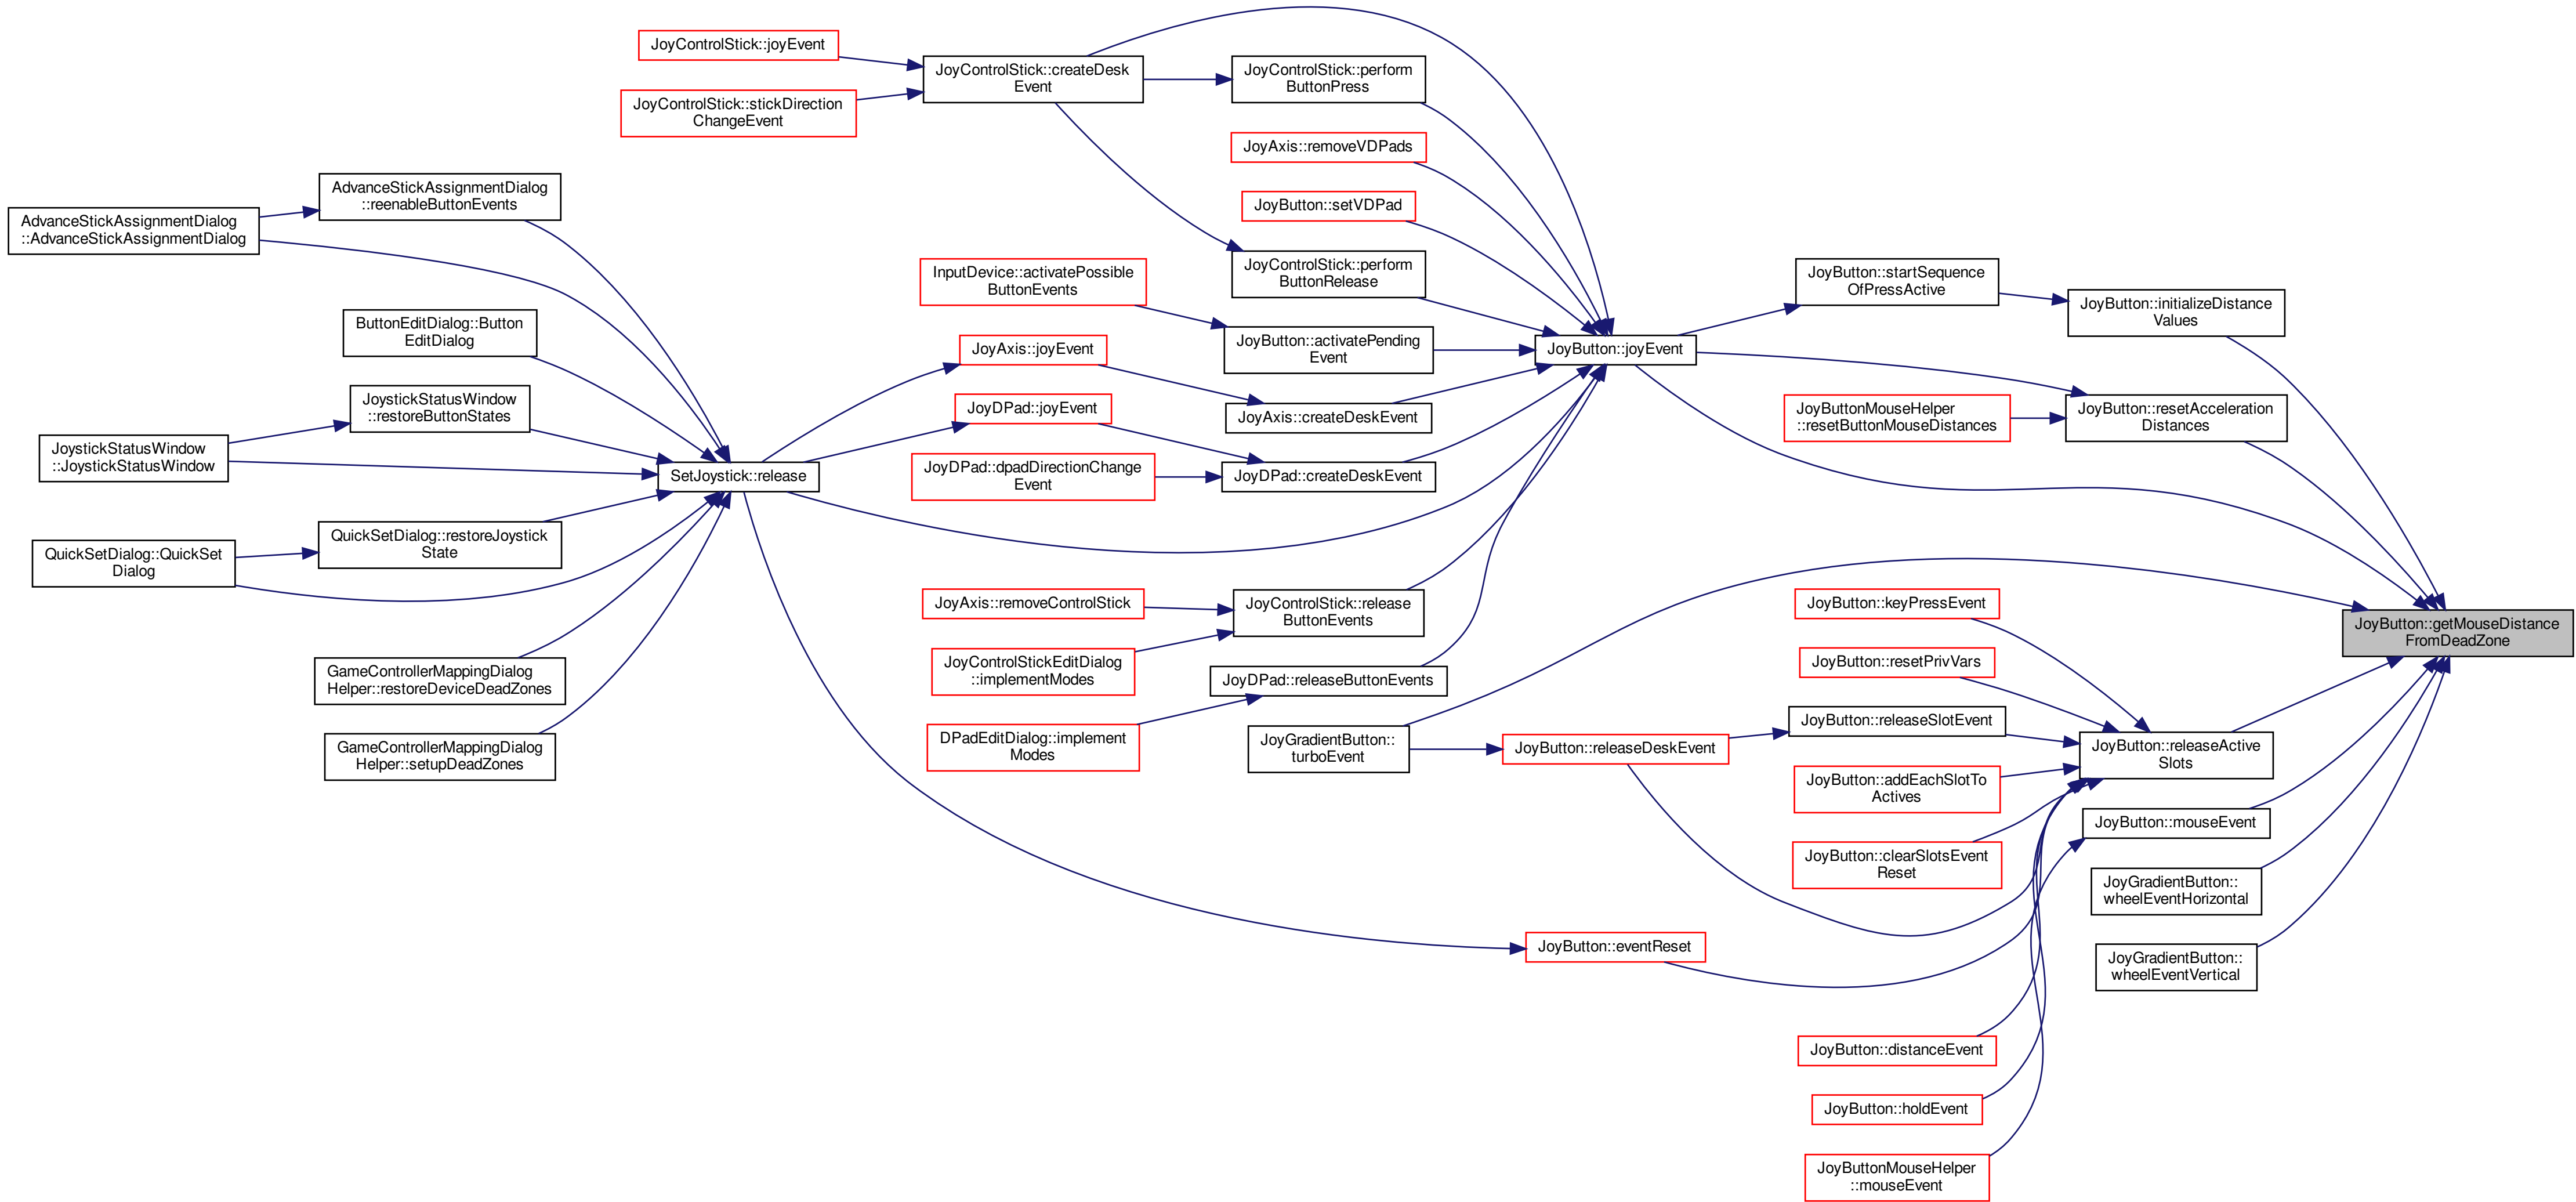 JoyControlStick::joyEvent
JoyControlStick::stickDirection
ChangeEvent
JoyControlStick::createDesk
Event
JoyControlStick::perform
ButtonPress
JoyAxis::removeVDPads
JoyButton::setVDPad
JoyControlStick::perform
ButtonRelease
AdvanceStickAssignmentDialog
::AdvanceStickAssignmentDialog
AdvanceStickAssignmentDialog
::reenableButtonEvents
ButtonEditDialog::Button
EditDialog
JoystickStatusWindow
::restoreButtonStates
JoystickStatusWindow
::JoystickStatusWindow
QuickSetDialog::QuickSet
Dialog
QuickSetDialog::restoreJoystick
State
GameControllerMappingDialog
Helper::restoreDeviceDeadZones
GameControllerMappingDialog
Helper::setupDeadZones
SetJoystick::release
InputDevice::activatePossible
ButtonEvents
JoyAxis::joyEvent
JoyDPad::joyEvent
JoyDPad::dpadDirectionChange
Event
JoyAxis::removeControlStick
JoyControlStickEditDialog
::implementModes
DPadEditDialog::implement
Modes
JoyButton::activatePending
Event
JoyAxis::createDeskEvent
JoyDPad::createDeskEvent
JoyControlStick::release
ButtonEvents
JoyDPad::releaseButtonEvents
JoyGradientButton::
turboEvent
JoyButton::joyEvent
JoyButton::releaseDeskEvent
JoyButton::eventReset
JoyButton::startSequence
OfPressActive
JoyButtonMouseHelper
::resetButtonMouseDistances
JoyButton::keyPressEvent
JoyButton::resetPrivVars
JoyButton::releaseSlotEvent
JoyButton::addEachSlotTo
Actives
JoyButton::clearSlotsEvent
Reset
JoyButton::distanceEvent
JoyButton::holdEvent
JoyButtonMouseHelper
::mouseEvent
JoyButton::initializeDistance
Values
JoyButton::resetAcceleration
Distances
JoyButton::releaseActive
Slots
JoyButton::mouseEvent
JoyGradientButton::
wheelEventHorizontal
JoyGradientButton::
wheelEventVertical
JoyButton::getMouseDistance
FromDeadZone